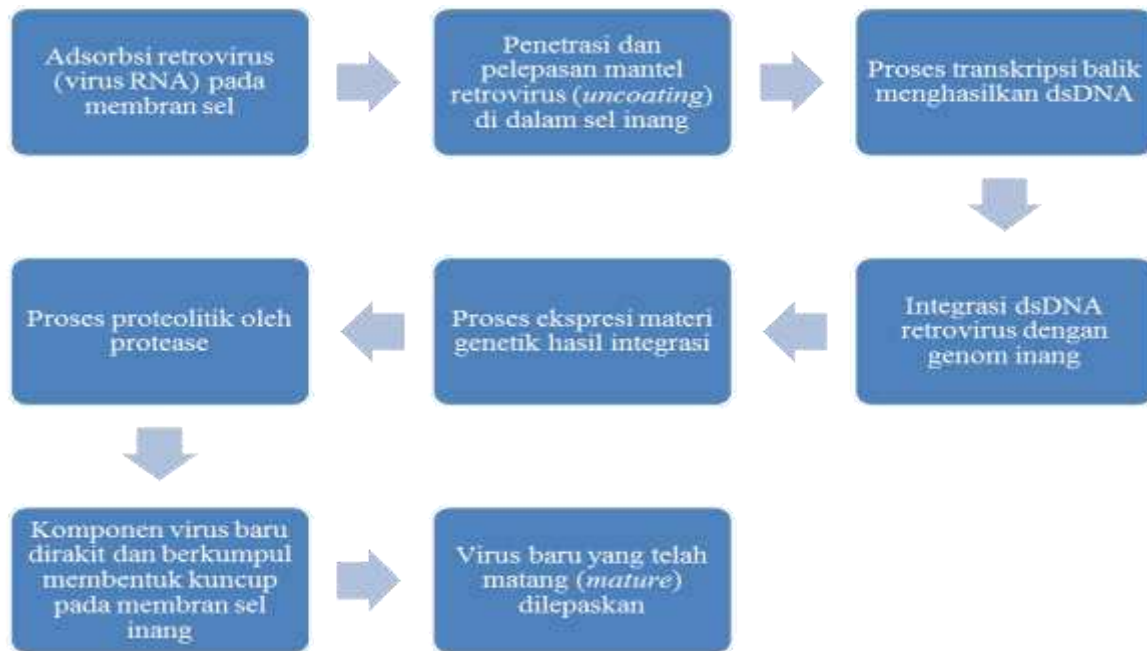 Adsorbsi retrovirus
(virus RNA) pada
membran sel
Penetrasi dan
pelepasan mantel
retrovirus (uncoating)
di dalam sel inang
Proses transkripsi balik
menghasilkan dsDNA
Integrasi dsDNA
retrovirus dengan
genom inang
Proses ekspresi materi
genetik hasil integrasi
Proses proteolitik oleh
protease
Komponen virus baru
dirakit dan berkumpul
membentuk kuncup
pada membran sel
inang
Virus baru yang telah
matang (mature)
dilepaskan